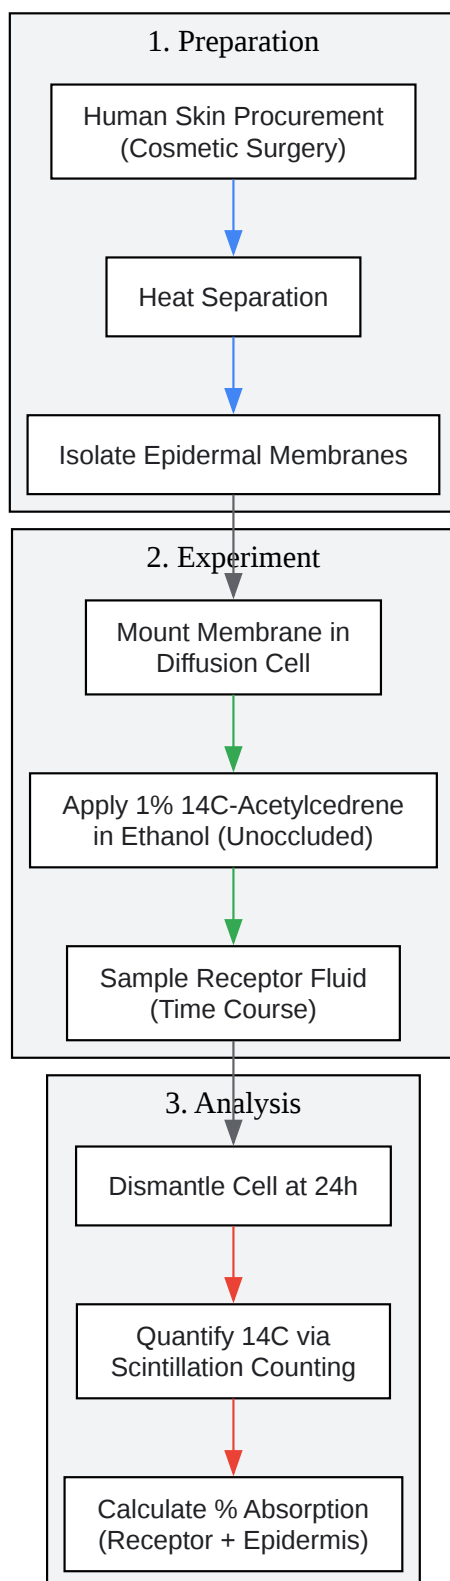 1. Preparation
Human Skin Procurement
(Cosmetic Surgery)
Heat Separation
Isolate Epidermal Membranes
2. Experiment
Mount Membrane in
Diffusion Cell
Apply 1% 14C-Acetylcedrene
in Ethanol (Unoccluded)
Sample Receptor Fluid
(Time Course)
3. Analysis
Dismantle Cell at 24h
Quantify 14C via
Scintillation Counting
Calculate % Absorption
(Receptor + Epidermis)